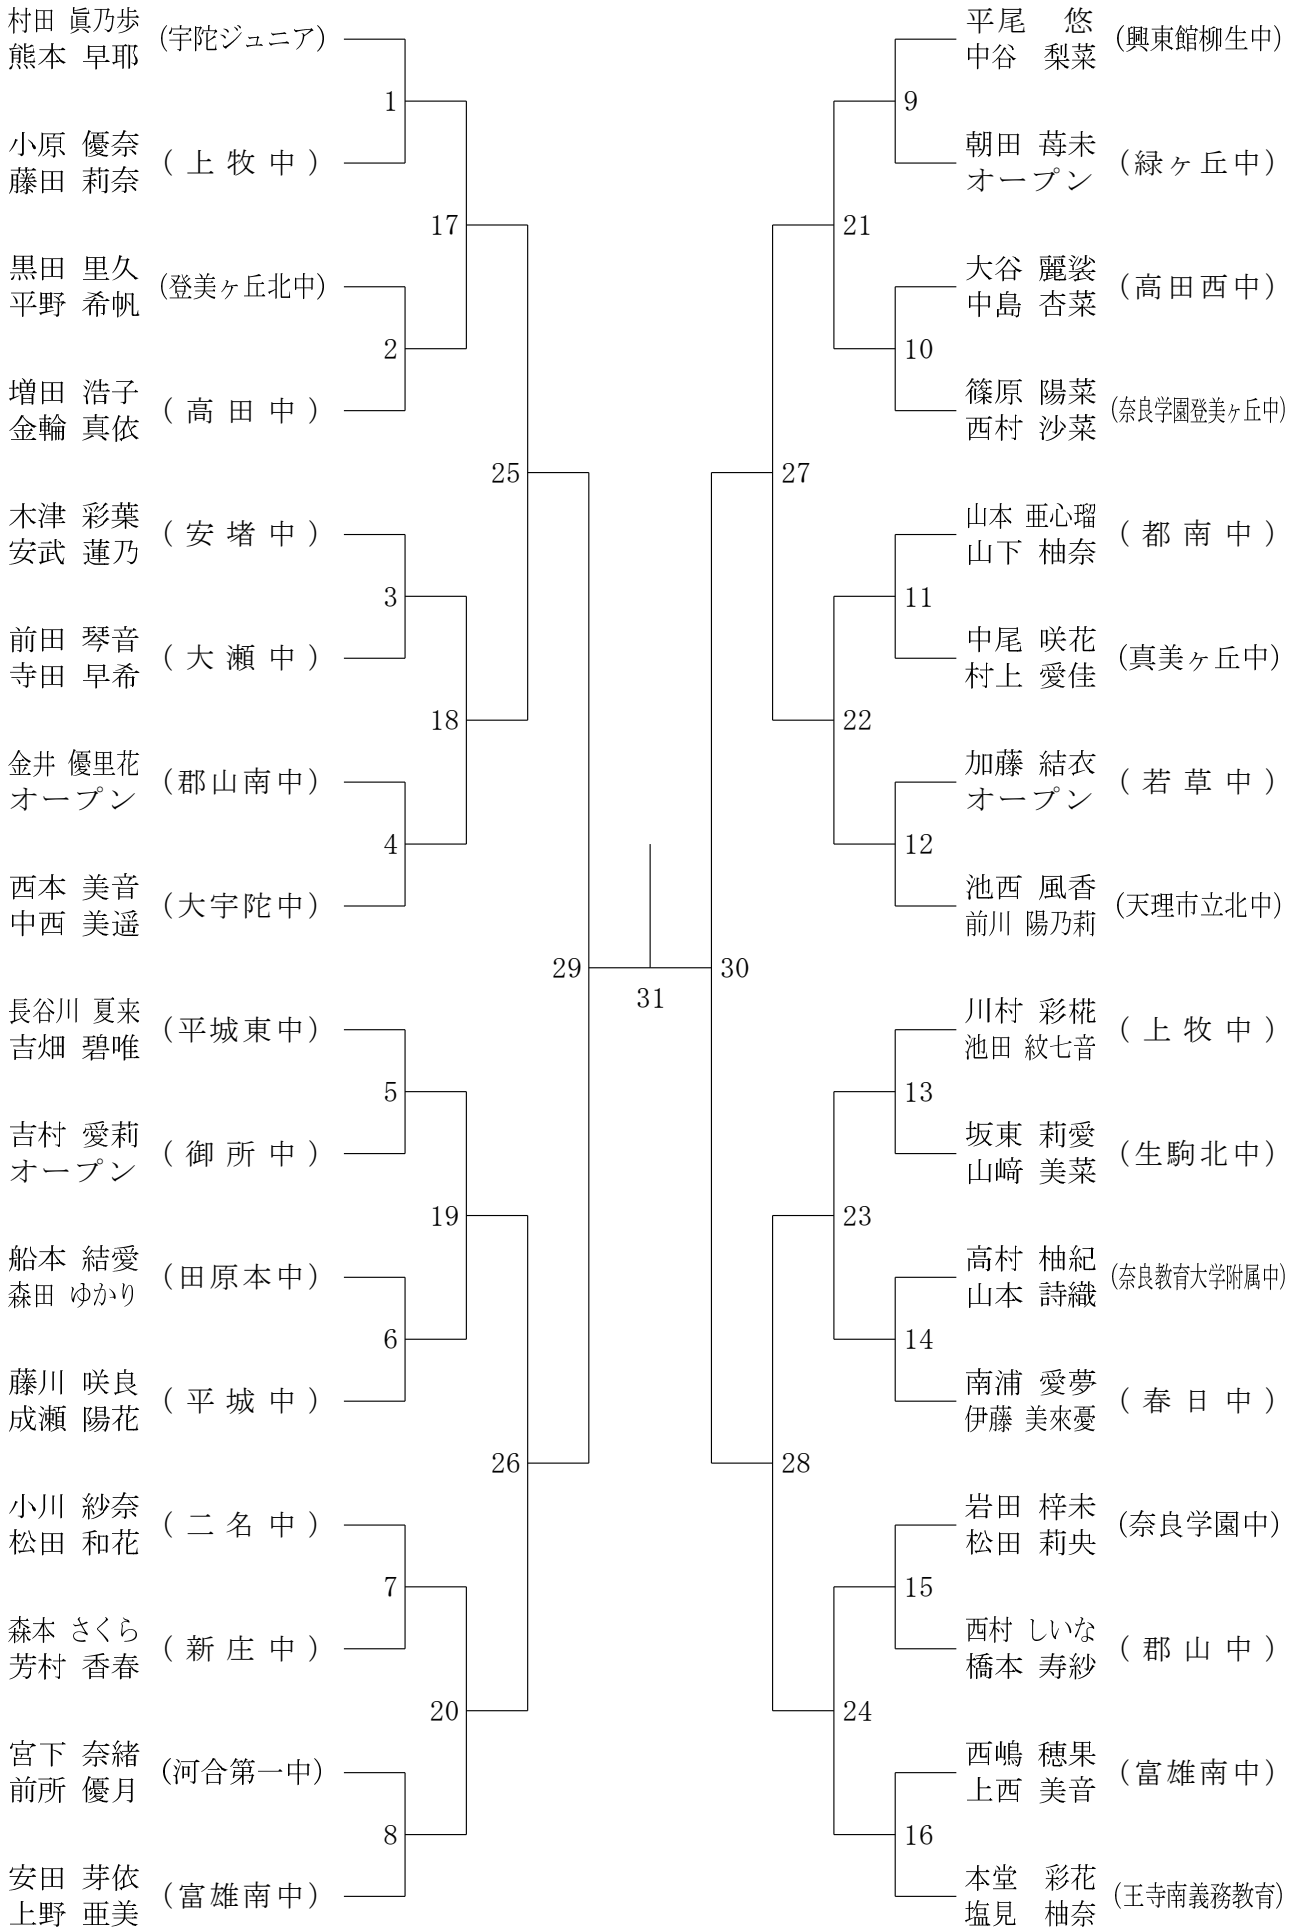 村田 眞乃歩
熊本 早耶
(宇陀ジュニア)
1
小原 優奈
藤田 莉奈
(上牧中)
17
黒田 里久
平野 希帆
(登美ヶ丘北中)
2
増田 浩子
金輪 真依
(高田中)
25
木津 彩葉
安武 蓮乃
(安堵中)
3
前田 琴音
寺田 早希
(大瀬中)
18
金井 優里花
オープン
(郡山南中)
4
西本 美音
中西 美遥
(大宇陀中)
29
長谷川 夏来
吉畑 碧唯
(平城東中)
5
吉村 愛莉
オープン
(御所中)
19
船本 結愛
森田 ゆかり
(田原本中)
6
藤川 咲良
成瀬 陽花
(平城中)
26
小川 紗奈
松田 和花
(二名中)
7
森本 さくら
芳村 香春
(新庄中)
20
宮下 奈緒
前所 優月
(河合第一中)
8
安田 芽依
上野 亜美
(富雄南中)
31
平尾 悠
中谷 梨菜
(興東館柳生中)
9
朝田 苺未
オープン
(緑ヶ丘中)
21
大谷 麗裟
中島 杏菜
(高田西中)
10
篠原 陽菜
西村 沙菜
(奈良学園登美ヶ丘中)
27
山本 亜心瑠
山下 柚奈
(都南中)
11
中尾 咲花
村上 愛佳
(真美ヶ丘中)
22
加藤 結衣
オープン
(若草中)
12
池西 風香
前川 陽乃莉
(天理市立北中)
30
川村 彩椛
池田 紋七音
(上牧中)
13
坂東 莉愛
山﨑 美菜
(生駒北中)
23
高村 柚紀
山本 詩織
(奈良教育大学附属中)
14
南浦 愛夢
伊藤 美來憂
(春日中)
28
岩田 梓未
松田 莉央
(奈良学園中)
15
西村 しいな
橋本 寿紗
(郡山中)
24
西嶋 穂果
上西 美音
(富雄南中)
16
本堂 彩花
塩見 柚奈
(王寺南義務教育)